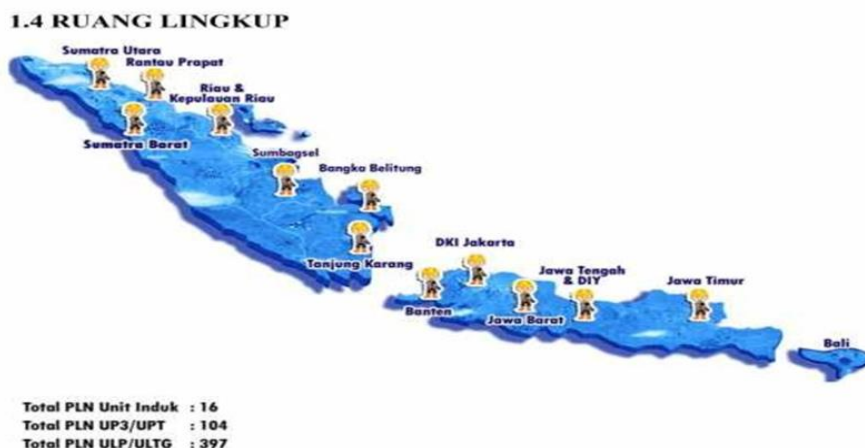 1.4 RUANG LINGKUP
Sumatra Utara
Rantau Prapat
Riau &
Kepulauan Riau
Sumatra Barat
Sumbagsel
Bangka Belitung
Tanjung Karang
DKI Jakarta
Banten
Jawa Barat
Jawa Tengah
& DIY
Jawa Timur
Bali
Total PLN Unit Induk : 16
Total PLN UP3/UPT : 104
Total PLN ULP/ULTG : 397